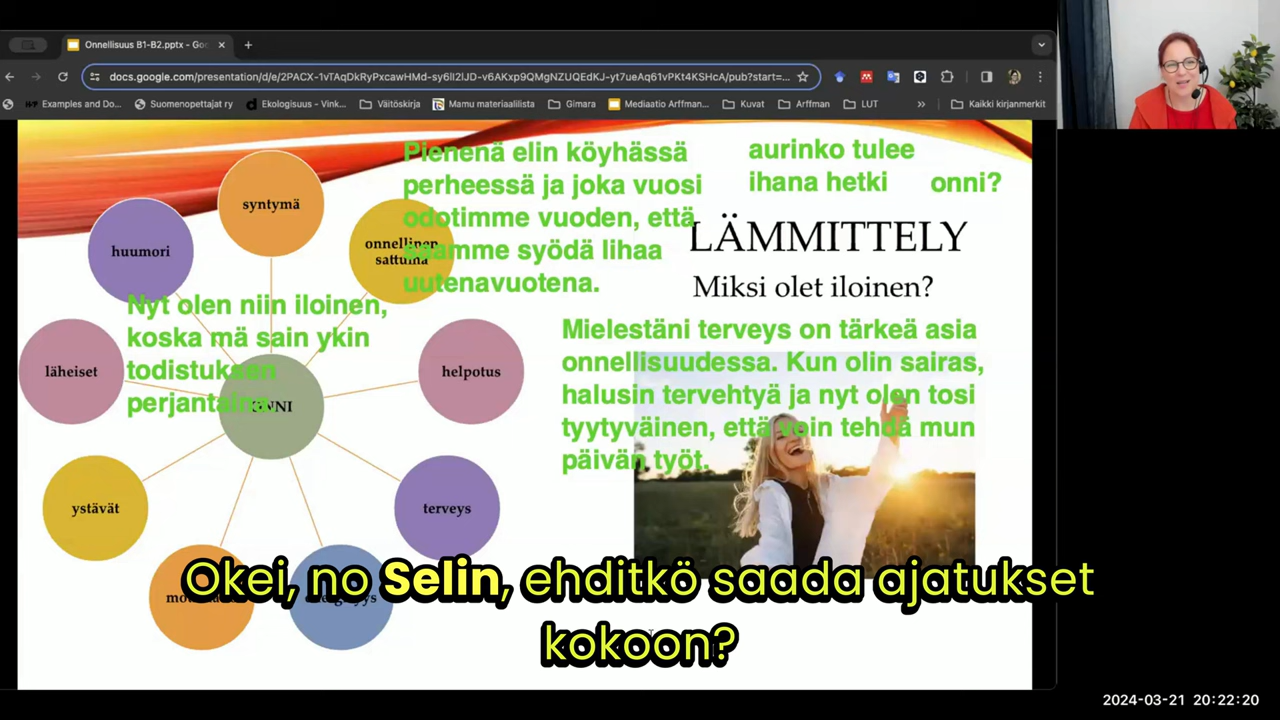 Onnellisuus B1-B2.pptx - Goo
docs.google.com/presentation/d/e/2PACX-1vTAqDkRyPxcawHMd-sy6lI2lJD-v6AKxp9QMgNZUQEdKJ-yt7ueAq61vPKt4KSHcA/pub?start=...
Examples and Do...
Suomenopettajat ry
Ekologisuus - Vink...
Väitöskirja
Mamu materiaalista
Gimara
Mediaatio Arffman...
Kuvat
Arffman
LUT
»
Kaikki kirjanmerkit
Pienenä elin köyhässä
perheessä ja joka vuosi
odotimme vuoden, että
saamme syödä lihaa
uutenavuotena.
aurinko tulee
ihana hetki
onni?
LÄMMITTELY
Miksi olet iloinen?
syntymä
huumori
onnellinen
sattuma
Nyt olen niin iloinen,
koska mä sain ykin
todistuksen
perjantaina.
läheiset
helpotus
ONNI
Mielestäni terveys on tärkeä asia
onnellisuudessa. Kun olin sairas,
halusin tervehtyä ja nyt olen tosi
tyytyväinen, että voin tehdä mun
päivän työt.
ystävät
terveys
Okei, no Selin, ehditkö saada ajatukset
kokoon?
2024-03-21 20:22:20